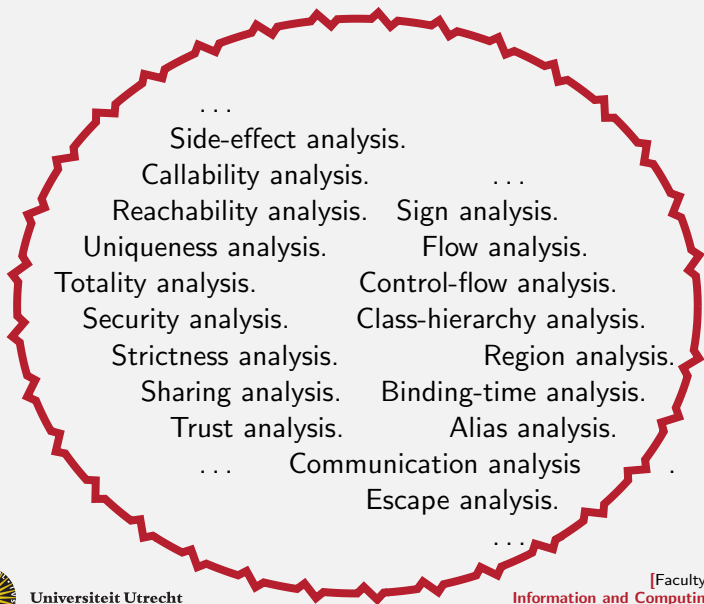 ...
Side-effect analysis.
Callability analysis. ...
Reachability analysis. Sign analysis.
Uniqueness analysis. Flow analysis.
Totality analysis. Control-flow analysis.
Security analysis. Class-hierarchy analysis.
Strictness analysis. Region analysis.
Sharing analysis. Binding-time analysis.
Trust analysis. Alias analysis.
... Communication analysis .
Escape analysis.
...
[Faculty
Universiteit Utrecht Information and Computin